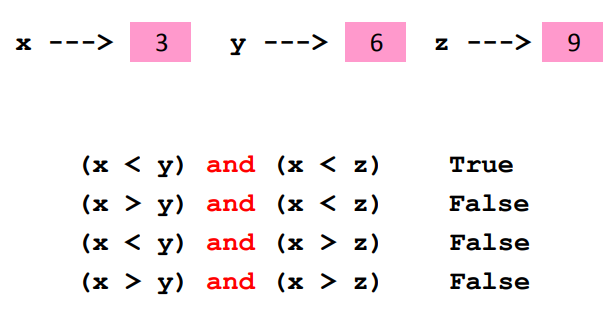 x ---> 3 y ---> 6 z ---> 9
(x < y) and (x < z) True
(x > y) and (x < z) False
(x < y) and (x > z) False
(x > y) and (x > z) False